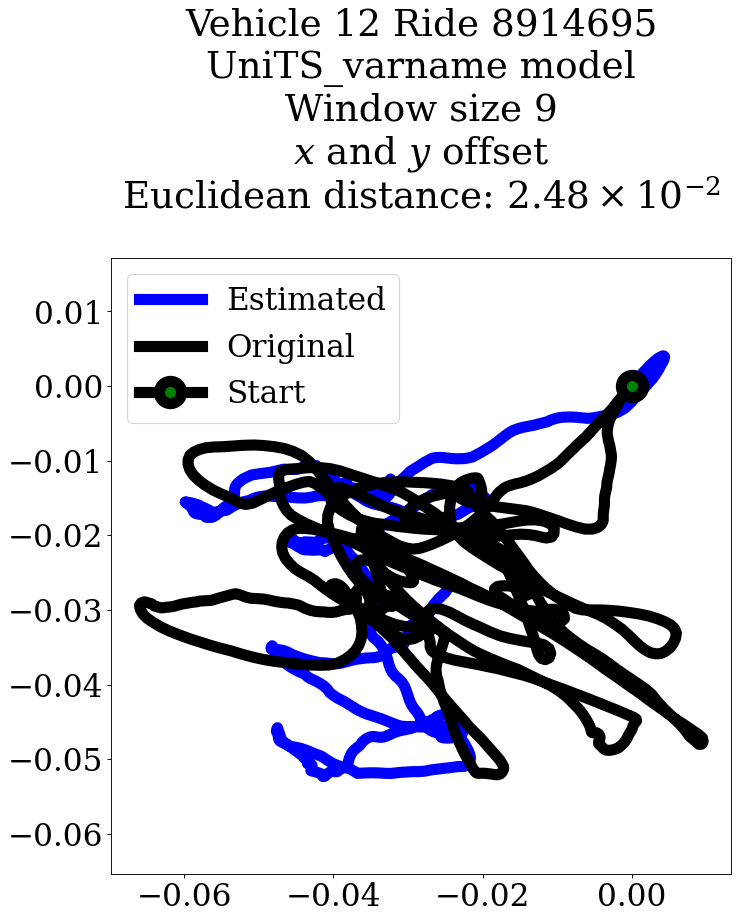 Vehicle 12 Ride 8914695
UniTS_varname model
Window size 9
x and y offset
Euclidean distance: 2.48 × 10⁻²
Estimated
Original
Start
0.01
0.00
−0.01
−0.02
−0.03
−0.04
−0.05
−0.06
−0.06 −0.04 −0.02 0.00